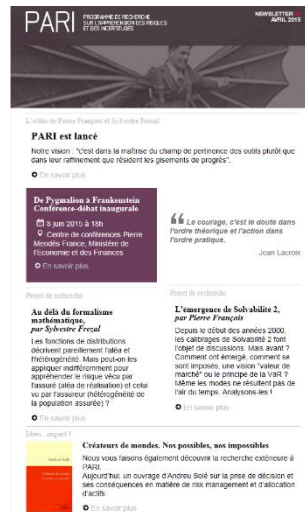 PARI
PROGRAMME DE RECHERCHE
SUR L'APPRÉHENSION DES RISQUES
ET DES INCERTITUDES
NEWSLETTER
AVRIL 2015
L'édito de Pierre François et Sylvestre Frezal
PARI est lancé
Notre vision : "c'est dans la maîtrise du champ de pertinence des outils plutôt que
dans leur raffinement que résident les gisements de progrès".
En savoir plus
De Pygmalion à Frankenstein
Conférence-débat inaugurale
8 juin 2015 à 18h
Centre de conférences Pierre
Mendès France, Ministère de
l'Economie et des Finances
En savoir plus
Le courage, c'est le doute dans
l'ordre théorique et l'action dans
l'ordre pratique.
Jean Lacroix
Projet de recherche
Au delà du formalisme
mathématique,
par Sylvestre Frezal
Les fonctions de distributions
décrivent pareillement l'aléa et
l'hétérogénéité. Mais peut-on les
appliquer indifféremment pour
appréhender le risque vécu par
l'assuré (aléa de réalisation) et celui
vu par l'assureur (hétérogénéité de
la population assurée) ?
En savoir plus
Projet de recherche
L'émergence de Solvabilité 2,
par Pierre François
Depuis le début des années 2000,
les calibrages de Solvabilité 2 font
l'objet de discussions. Mais avant ?
Comment ont émergé, comment se
sont imposés, une vision "valeur de
marché" ou le principe de la VaR ?
Même les modes ne résultent pas de
l'air du temps. Analysons-les !
En savoir plus
Idées... impact !
Créateurs de mondes. Nos possibles, nos impossibles
Nous vous faisons également découvrir la recherche extérieure à
PARI.
Aujourd'hui, un ouvrage d'Andreu Solé sur la prise de décision et
ses conséquences en matière de risk management et d'allocation
d'actifs
En savoir plus